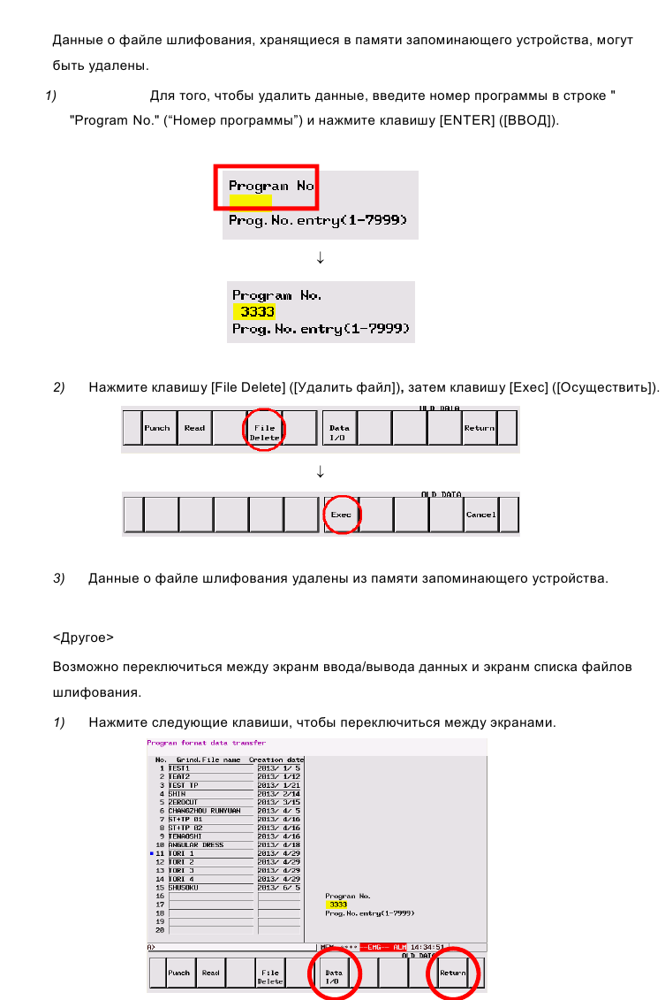 Данные о файле шлифования, хранящиеся в памяти запоминающего устройства, могут
быть удалены.
1) Для того, чтобы удалить данные, введите номер программы в строке "
"Program No." (“Номер программы”) и нажмите клавишу [ENTER] ([ВВОД]).
Program No
Prog.No.entry(1-7999)
↓
Program No.
3333
Prog.No.entry(1-7999)
2) Нажмите клавишу [File Delete] ([Удалить файл]), затем клавишу [Exec] ([Осуществить]).
OLD DATA
Punch Read File Delete Data I/O Return
↓
OLD DATA
Exec Cancel
3) Данные о файле шлифования удалены из памяти запоминающего устройства.
<Другое>
Возможно переключиться между экранм ввода/вывода данных и экранм списка файлов
шлифования.
1) Нажмите следующие клавиши, чтобы переключиться между экранами.
Program format data transfer
No. Grind.File name Creation date
1 TEST1 2013/ 1/ 5
2 TEAT2 2013/ 1/12
3 TEST TP 2013/ 1/21
4 SHIN 2013/ 2/14
5 ZEROCUT 2013/ 3/15
6 CHANGZHOU RUNYUAN 2013/ 4/ 5
7 ST+TP 01 2013/ 4/16
8 ST+TP 02 2013/ 4/16
9 TENAOSHI 2013/ 4/16
10 ANGULAR DRESS 2013/ 4/18
11 TORI 1 2013/ 4/29
12 TORI 2 2013/ 4/29
13 TORI 3 2013/ 4/29
14 TORI 4 2013/ 4/29
15 SHUSOKU 2013/ 6/ 5
16
17
18
19
20
Program No.
3333
Prog.No.entry(1-7999)
A>
MEM **** --EMG-- ALM 14:34:51
OLD DATA
Punch Read File Delete Data I/O Return